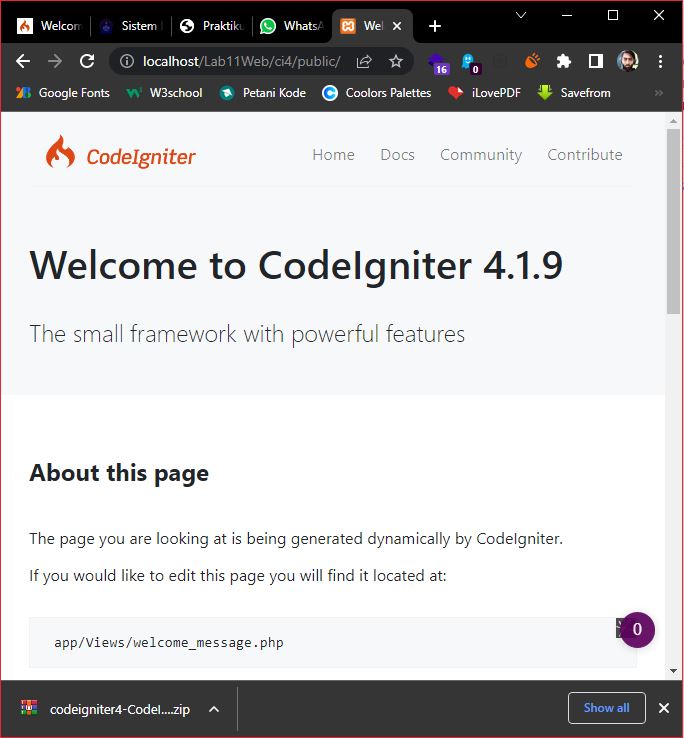 Welcom
Sistem
Praktiku
WhatsA
Wel
localhost/Lab11Web/ci4/public/
16
0
Google Fonts
W3school
Petani Kode
Coolors Palettes
iLovePDF
Savefrom
»
CodeIgniter
Home
Docs
Community
Contribute
Welcome to CodeIgniter 4.1.9
The small framework with powerful features
About this page
The page you are looking at is being generated dynamically by CodeIgniter.
If you would like to edit this page you will find it located at:
app/Views/welcome_message.php
0
codeigniter4-CodeI....zip
Show all